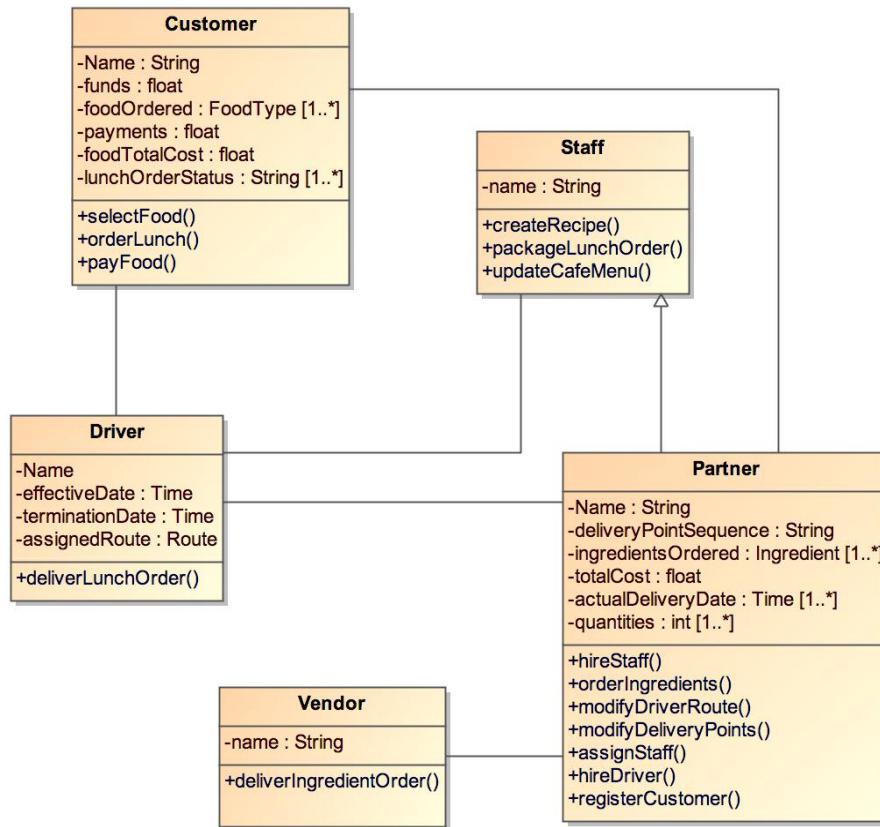 Customer
-Name : String
-funds : float
-foodOrdered : FoodType [1..*]
-payments : float
-foodTotalCost : float
-lunchOrderStatus : String [1..*]
+selectFood()
+orderLunch()
+payFood()
Staff
-name : String
+createRecipe()
+packageLunchOrder()
+updateCafeMenu()
Driver
-Name
-effectiveDate : Time
-terminationDate : Time
-assignedRoute : Route
+deliverLunchOrder()
Partner
-Name : String
-deliveryPointSequence : String
-ingredientsOrdered : Ingredient [1..*]
-totalCost : float
-actualDeliveryDate : Time [1..*]
-quantities : int [1..*]
+hireStaff()
+orderIngredients()
+modifyDriverRoute()
+modifyDeliveryPoints()
+assignStaff()
+hireDriver()
+registerCustomer()
Vendor
-name : String
+deliverIngredientOrder()